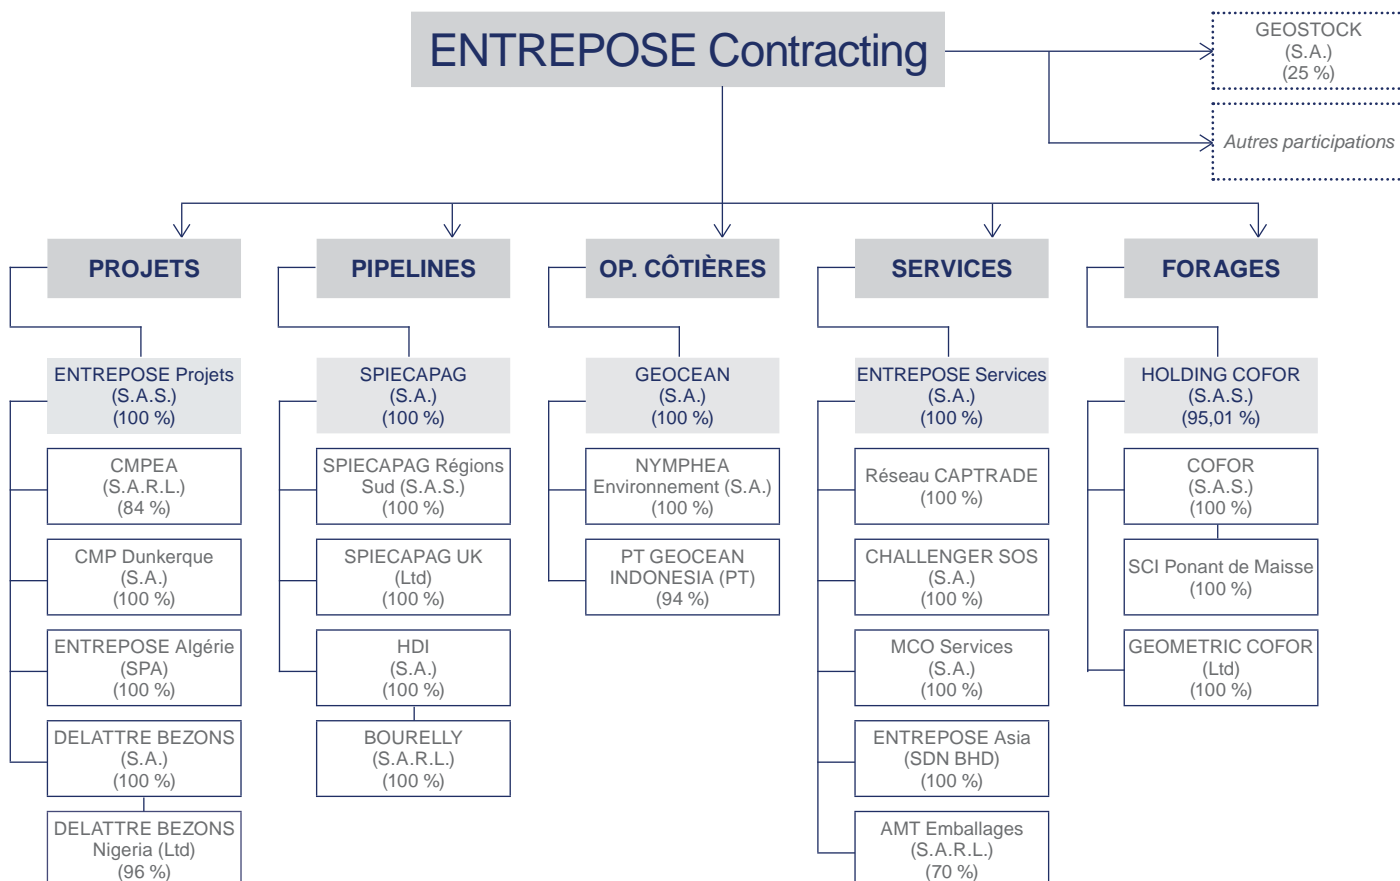 ENTREPOSE Contracting
GEOSTOCK
(S.A.)
(25 %)
Autres participations
PROJETS
PIPELINES
OP. CÔTIÈRES
SERVICES
FORAGES
ENTREPOSE Projets
(S.A.S.)
(100 %)
CMPEA
(S.A.R.L.)
(84 %)
CMP Dunkerque
(S.A.)
(100 %)
ENTREPOSE Algérie
(SPA)
(100 %)
DELATTRE BEZONS
(S.A.)
(100 %)
DELATTRE BEZONS
Nigeria (Ltd)
(96 %)
SPIECAPAG
(S.A.)
(100 %)
SPIECAPAG Régions
Sud (S.A.S.)
(100 %)
SPIECAPAG UK
(Ltd)
(100 %)
HDI
(S.A.)
(100 %)
BOURELLY
(S.A.R.L.)
(100 %)
GEOCEAN
(S.A.)
(100 %)
NYMPHEA
Environnement (S.A.)
(100 %)
PT GEOCEAN
INDONESIA (PT)
(94 %)
ENTREPOSE Services
(S.A.)
(100 %)
Réseau CAPTRADE
(100 %)
CHALLENGER SOS
(S.A.)
(100 %)
MCO Services
(S.A.)
(100 %)
ENTREPOSE Asia
(SDN BHD)
(100 %)
AMT Emballages
(S.A.R.L.)
(70 %)
HOLDING COFOR
(S.A.S.)
(95,01 %)
COFOR
(S.A.S.)
(100 %)
SCI Ponant de Maisse
(100 %)
GEOMETRIC COFOR
(Ltd)
(100 %)